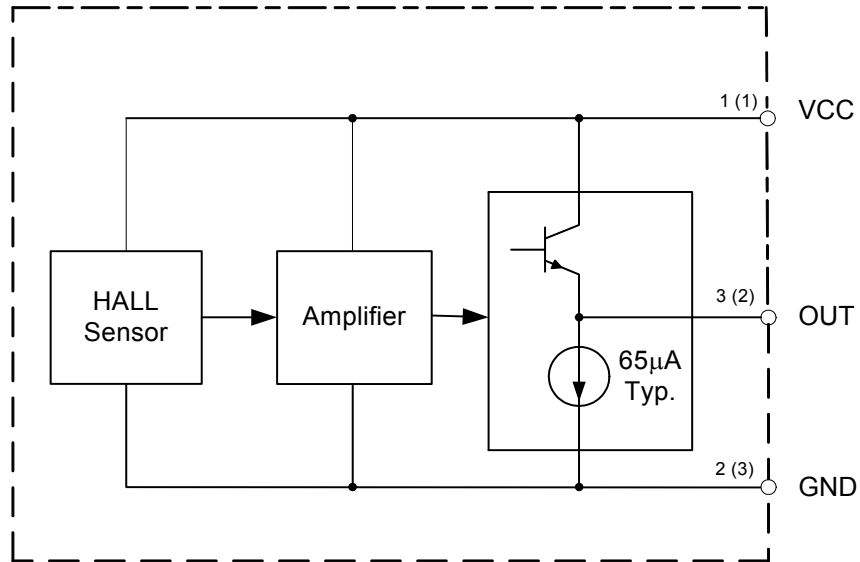 1 (1)
VCC
HALL
Sensor
Amplifier
3 (2)
OUT
65μA
Typ.
2 (3)
GND